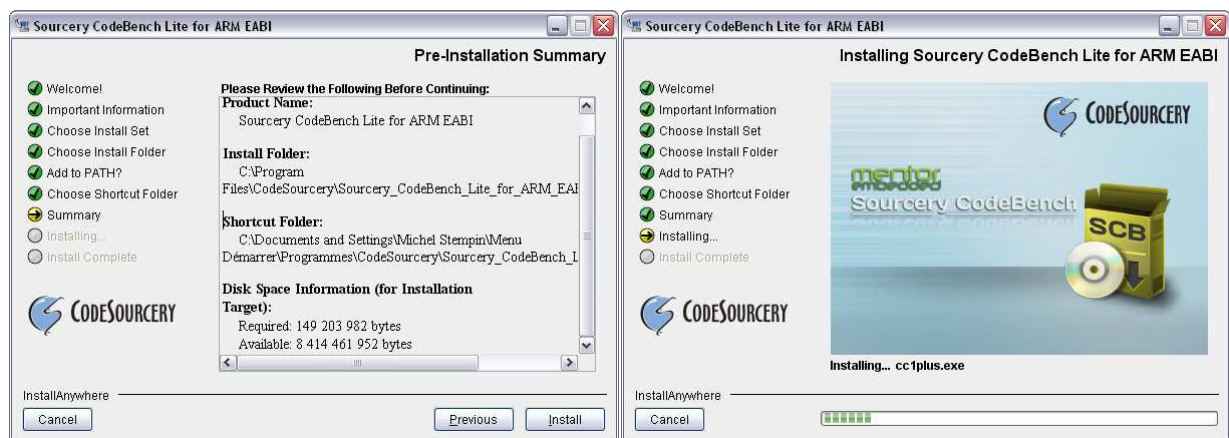 Sourcery CodeBench Lite for ARM EABI
Pre-Installation Summary
Welcome!
Important Information
Choose Install Set
Choose Install Folder
Add to PATH?
Choose Shortcut Folder
Summary
Installing...
Install Complete
CODESOURCERY
Please Review the Following Before Continuing:
Product Name:
Sourcery CodeBench Lite for ARM EABI
Install Folder:
C:\Program
Files\CodeSourcery\Sourcery_CodeBench_Lite_for_ARM_EAI
Shortcut Folder:
C:\Documents and Settings\Michel Stempin\Menu
Démarrer\Programmes\CodeSourcery\Sourcery_CodeBench_L
Disk Space Information (for Installation
Target):
Required: 149 203 982 bytes
Available: 8 414 461 952 bytes
InstallAnywhere
Cancel
Previous
Install
Sourcery CodeBench Lite for ARM EABI
Installing Sourcery CodeBench Lite for ARM EABI
Welcome!
Important Information
Choose Install Set
Choose Install Folder
Add to PATH?
Choose Shortcut Folder
Summary
Installing...
Install Complete
CODESOURCERY
CODESOURCERY
mentor
embedded
Sourcery CodeBench
SCB
Installing... cc1plus.exe
InstallAnywhere
Cancel